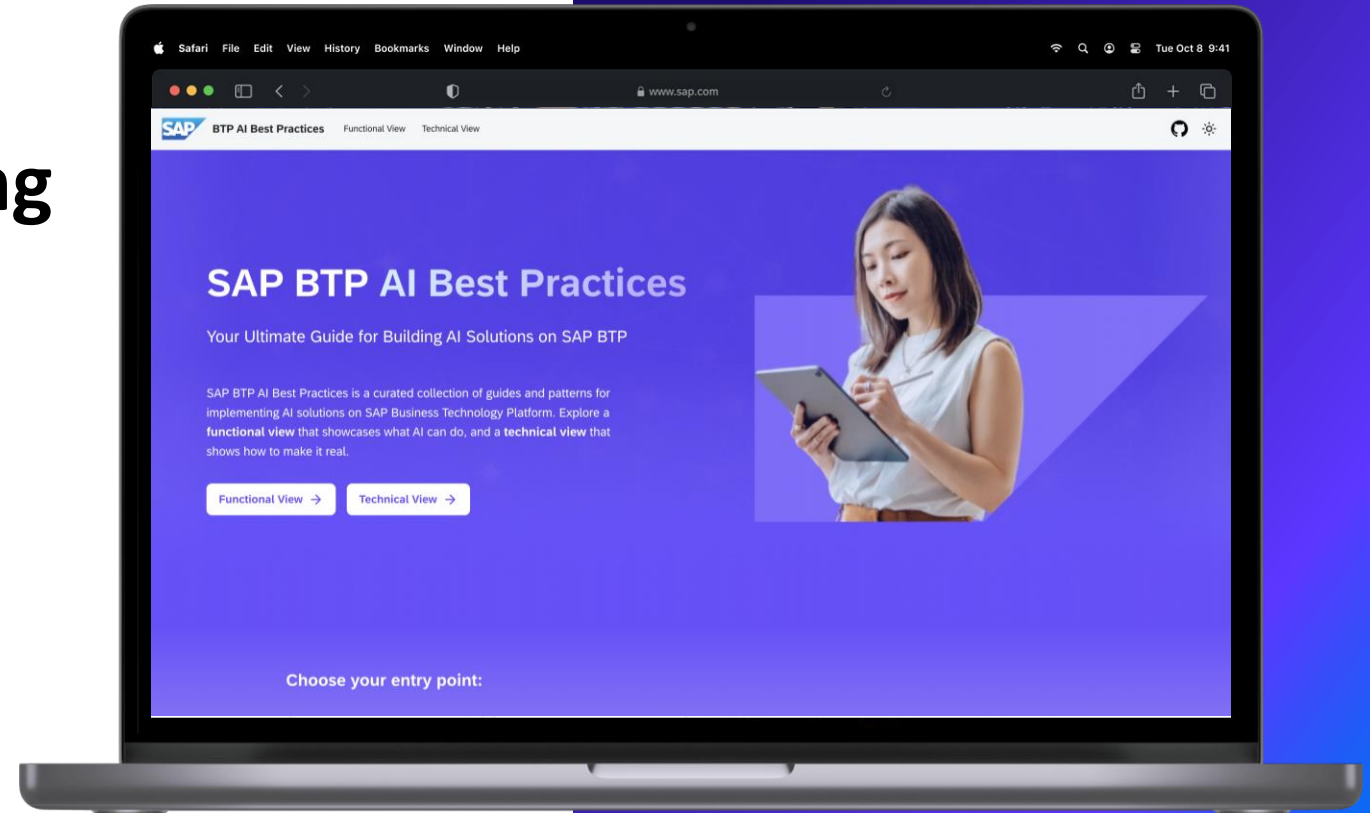 ng
Safari File Edit View History Bookmarks Window Help Tue Oct 8 9:41
www.sap.com
SAP BTP AI Best Practices Functional View Technical View
SAP BTP AI Best Practices
Your Ultimate Guide for Building AI Solutions on SAP BTP
SAP BTP AI Best Practices is a curated collection of guides and patterns for
implementing AI solutions on SAP Business Technology Platform. Explore a
functional view that showcases what AI can do, and a technical view that
shows how to make it real.
Functional View → Technical View →
Choose your entry point: